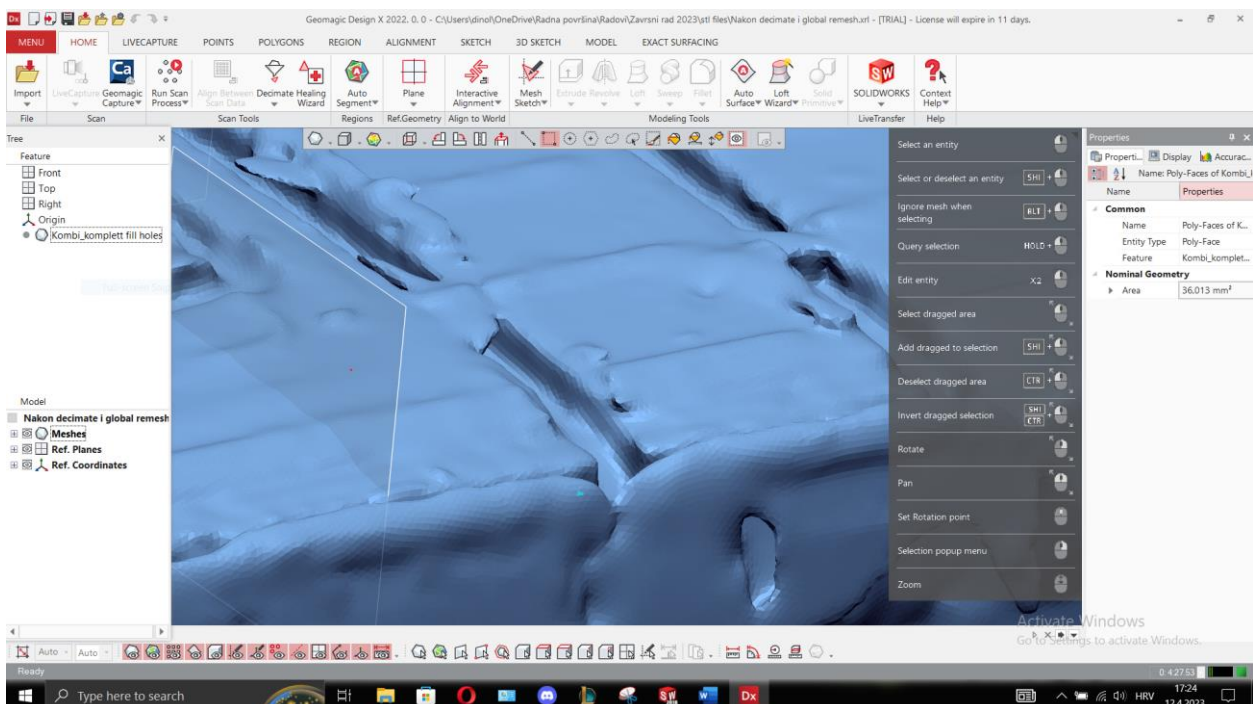 Geomagic Design X 2022. 0. 0 - C:\Users\dinol\OneDrive\Radna površina\Radovi\Zavrsni rad 2023\stl files\Nakon decimate i global remesh.xrl - [TRIAL] - License will expire in 11 days.
MENU HOME LIVECAPTURE POINTS POLYGONS REGION ALIGNMENT SKETCH 3D SKETCH MODEL EXACT SURFACING
Import LiveCapture Geomagic Capture Run Scan Process Align Between Scan Data Decimate Healing Wizard Auto Segment Plane Interactive Alignment Mesh Sketch Extrude Revolve Loft Sweep Fillet Auto Surface Loft Wizard Solid Primitive SOLIDWORKS Context Help
File Scan Scan Tools Regions Ref.Geometry Align to World Modeling Tools LiveTransfer Help
Tree
Feature
Front
Top
Right
Origin
Kombi_komplett fill holes
Model
Nakon decimate i global remesh
Meshes
Ref. Planes
Ref. Coordinates
Select an entity
Select or deselect an entity SHI +
Ignore mesh when
selecting ALT +
Query selection HOLD +
Edit entity X2
Select dragged area
Add dragged to selection SHI +
Deselect dragged area CTR +
Invert dragged selection SHI CTR +
Rotate
Pan
Set Rotation point
Selection popup menu
Zoom
Properties
Properti... Display Accurac...
Name: Poly-Faces of Kombi_k
Name Properties
Common
Name Poly-Faces of K...
Entity Type Poly-Face
Feature Kombi_komplet...
Nominal Geometry
Area 36.013 mm²
Activate Windows
Go to Settings to activate Windows.
Auto Auto
Ready 0: 4:27.53
Type here to search Dx HRV 17:24
12.4.2023.